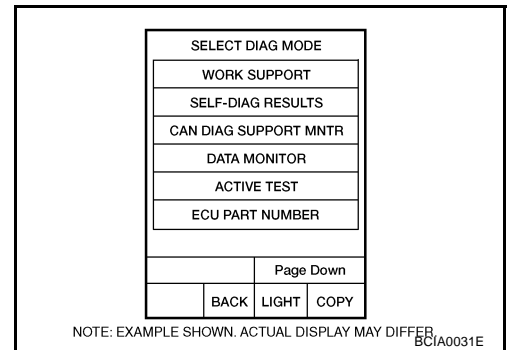 SELECT DIAG MODE
WORK SUPPORT
SELF-DIAG RESULTS
CAN DIAG SUPPORT MNTR
DATA MONITOR
ACTIVE TEST
ECU PART NUMBER
Page Down
BACK LIGHT COPY
NOTE: EXAMPLE SHOWN. ACTUAL DISPLAY MAY DIFFER.
BCIA0031E